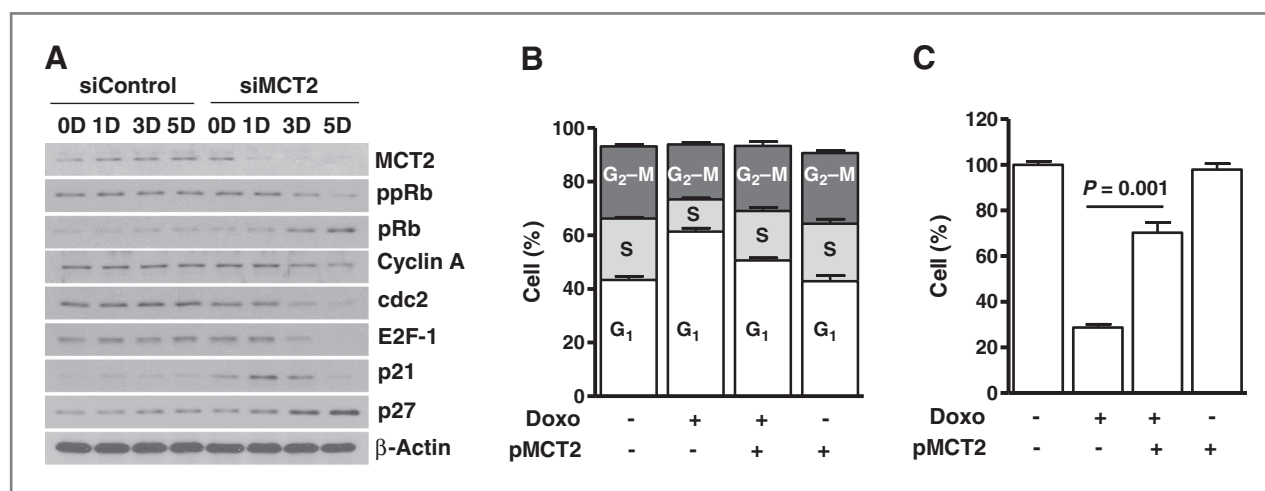 A
siControl siMCT2
0D 1D 3D 5D 0D 1D 3D 5D
MCT2
ppRb
pRb
Cyclin A
cdc2
E2F-1
p21
p27
β-Actin
B
Cell (%)
100
80
60
40
20
0
G₂–M G₂–M G₂–M G₂–M
S S S S
G₁ G₁ G₁ G₁
Doxo - + + -
pMCT2 - - + +
C
Cell (%)
120
100
80
60
40
20
0
P = 0.001
Doxo - + + -
pMCT2 - - + +